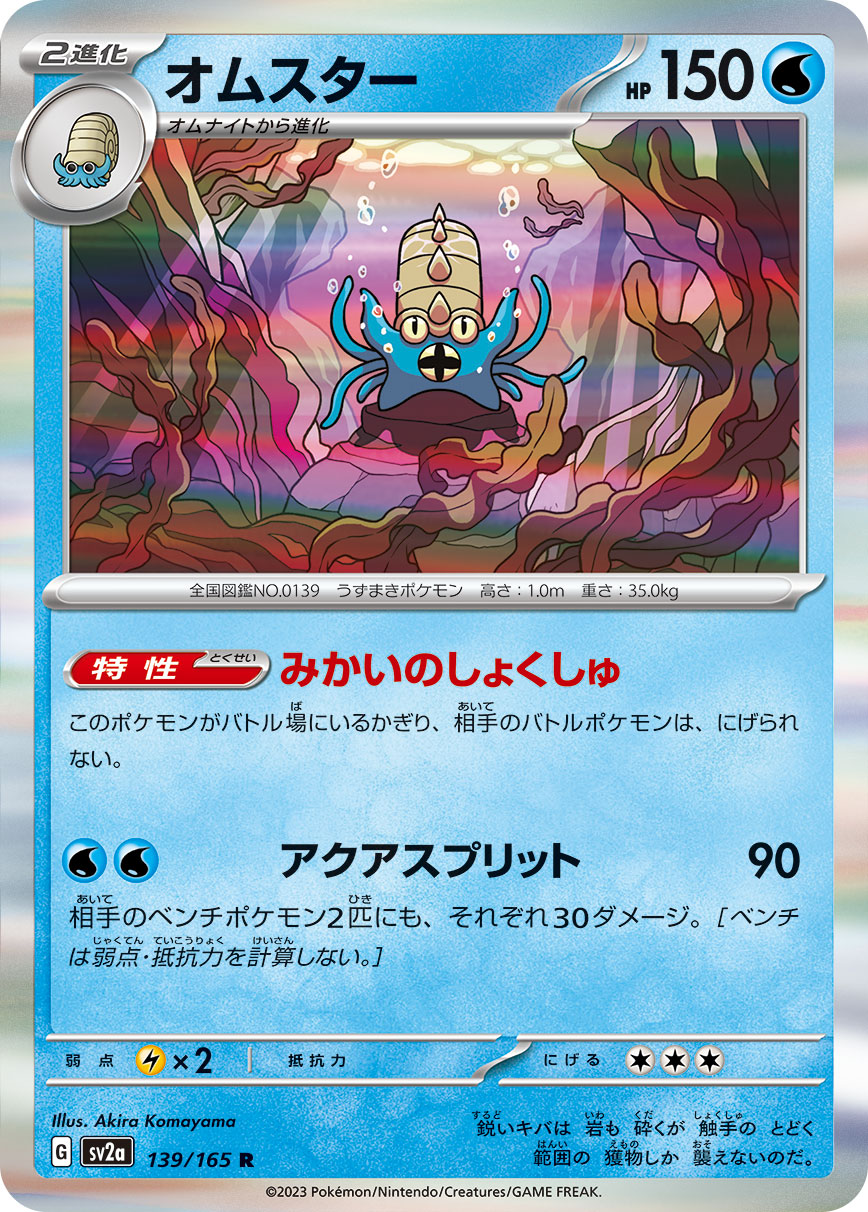 2進化
オムスター
HP 150
オムナイトから進化
全国図鑑NO.0139 うずまきポケモン 高さ:1.0m 重さ:35.0kg
特性 とくせい みかいのしょくしゅ
このポケモンがバトル場にいるかぎり、相手のバトルポケモンは、にげられ
ない。
アクアスプリット 90
相手のベンチポケモン2匹にも、それぞれ30ダメージ。[ベンチ
は弱点・抵抗力を計算しない。]
弱点 ×2 抵抗力 にげる
Illus. Akira Komayama
鋭いキバは 岩も 砕くが 触手の とどく
範囲の 獲物しか 襲えないのだ。
G sv2a 139/165 R
©2023 Pokémon/Nintendo/Creatures/GAME FREAK.